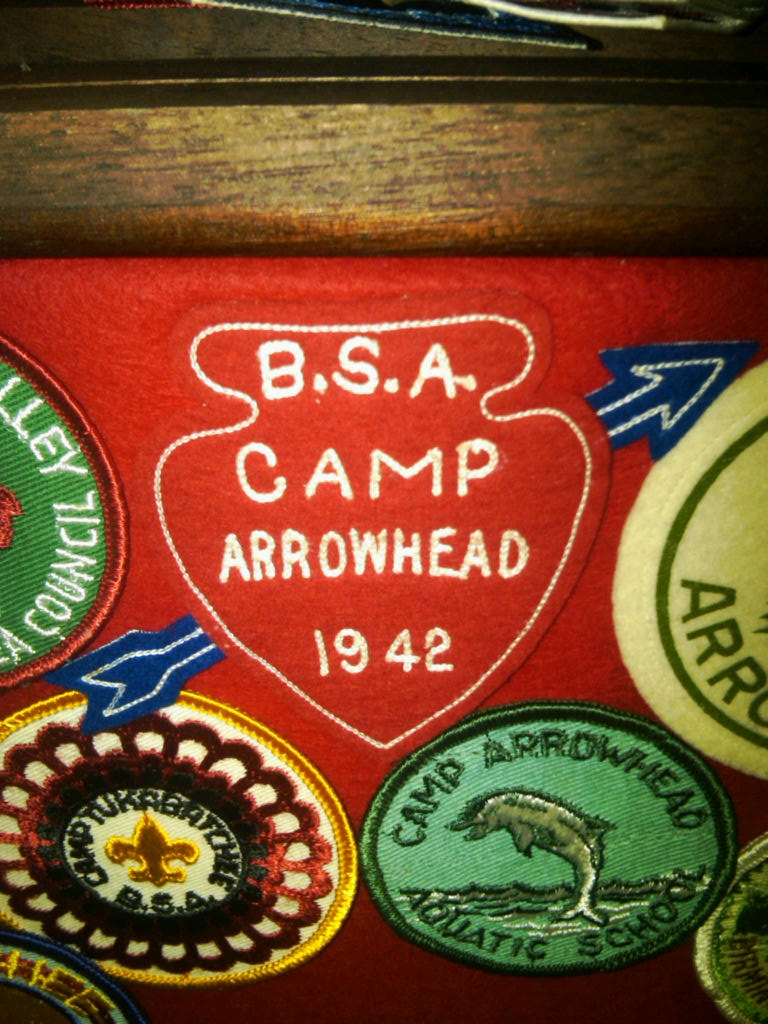 B.S.A.
CAMP
ARROWHEAD
1942
LLEY
COUNCIL
ARRO
CAMP TUKABATCHEE
B.S.A.
CAMP ARROWHEAD
AQUATIC SCHOOL